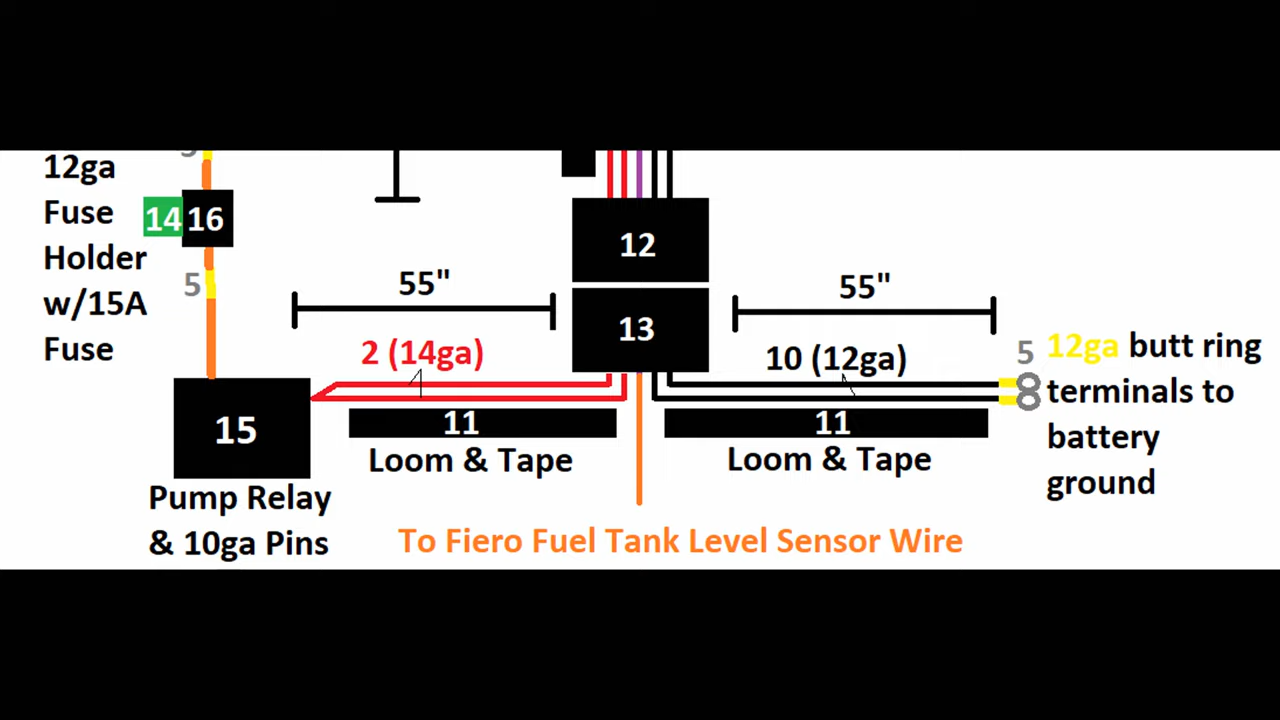 12ga
Fuse
Holder
w/15A
Fuse
14
16
5
15
Pump Relay
& 10ga Pins
55"
2 (14ga)
11
Loom & Tape
12
13
55"
10 (12ga)
11
Loom & Tape
5
12ga butt ring
terminals to
battery
ground
To Fiero Fuel Tank Level Sensor Wire